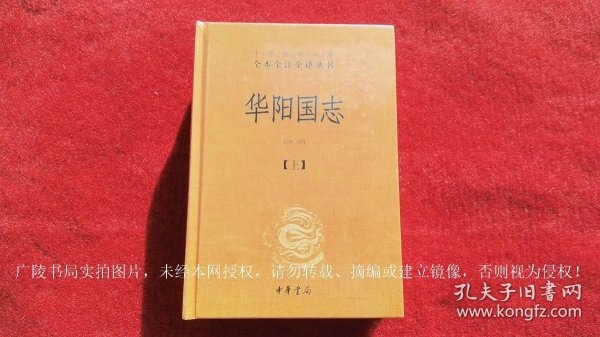 中华经典名著
全本全注全译丛书
华阳国志
【上】
中华书局
广陵书局实拍图片，未经本网授权，请勿转载、摘编或建立镜像，否则视为侵权！
孔夫子旧书网